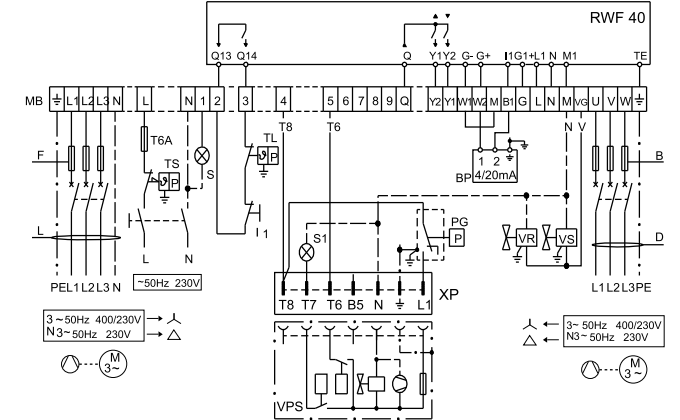 RWF 40
Q13 Q14 Q Y1 Y2 G- G+ I1 G1+ L1 N M1 TE
MB L1 L2 L3 N L N 1 2 3 4 5 6 7 8 9 Q Y2 Y1 W1 W2 M B1 G L N M VG U V W
T8 T6 N V
F T6A TS P S TL P 1 2 BP 4/20mA B
L I 1 S1 PG P VR VS D
L N
PE L1 L2 L3 N ~50Hz 230V XP L1 L2 L3 PE
T8 T7 T6 B5 N L1
3~50Hz 400/230V
N3~50Hz 230V
3~50Hz 400/230V
N3~50Hz 230V
M
3~
M
3~
VPS